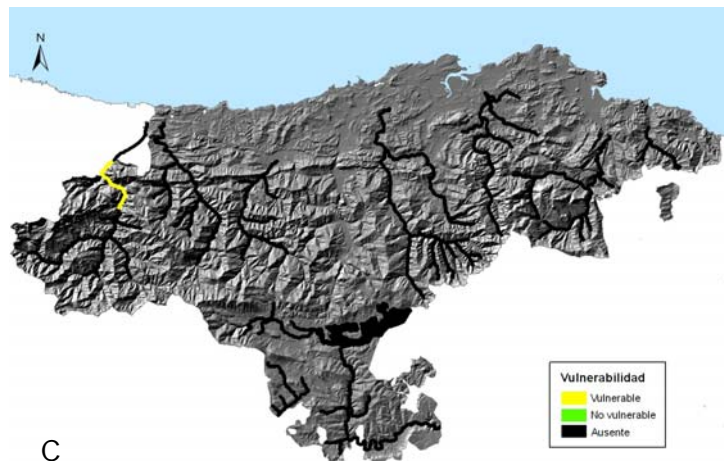 N
Vulnerabilidad
Vulnerable
No vulnerable
Ausente
C